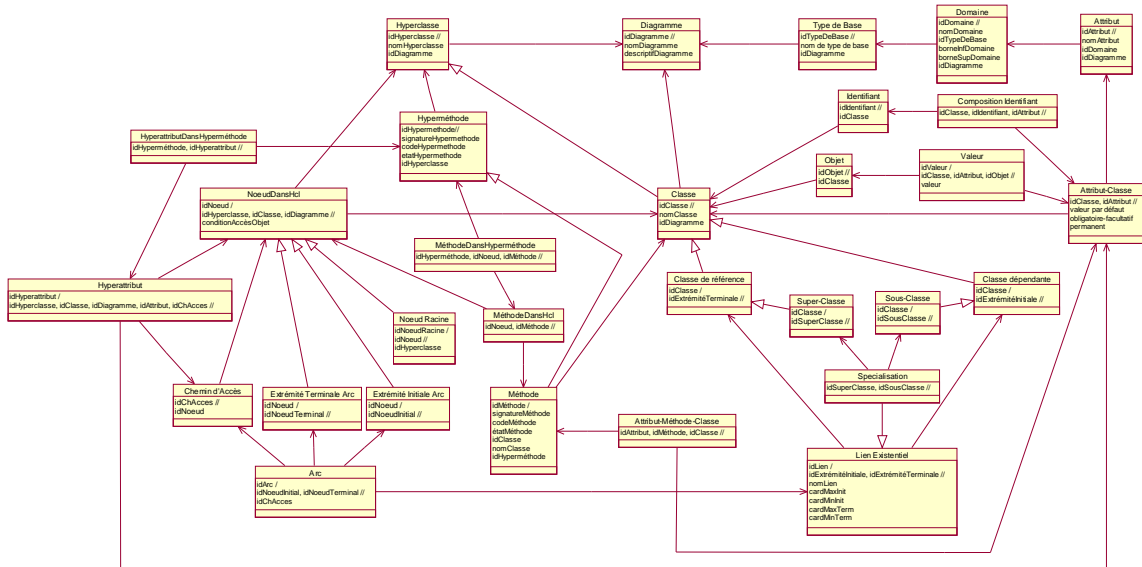 Hyperclasse
idHyperclasse //
nomHyperclasse
idDiagramme
Diagramme
idDiagramme //
nomDiagramme
descriptifDiagramme
Type de Base
idTypeDeBase //
nom de type de base
idDiagramme
Domaine
idDomaine //
nomDomaine
idTypeDeBase
borneInfDomaine
borneSupDomaine
idDiagramme
Attribut
idAttribut //
nomAttribut
idDomaine
idDiagramme
HyperattributDansHyperméthode
idHyperméthode, idHyperattribut //
Hyperméthode
idHypermethode//
signatureHypermethode
codeHypermethode
etatHypermethode
idHyperclasse
Identifiant
idIdentifiant //
idClasse
Composition Identifiant
idClasse, idIdentifiant, idAttribut //
Objet
idObjet //
idClasse
Valeur
idValeur /
idClasse, idAttribut, idObjet //
valeur
NoeudDansHcl
idNoeud /
idHyperclasse, idClasse, idDiagramme //
conditionAccèsObjet
Classe
idClasse //
nomClasse
idDiagramme
Attribut-Classe
idClasse, idAttribut //
valeur par défaut
obligatoire-facultatif
permanent
MéthodeDansHyperméthode
idHyperméthode, idNoeud, idMéthode //
Hyperattribut
idHyperattribut /
idHyperclasse, idClasse, idDiagramme, idAttribut, idChAcces //
Noeud Racine
idNoeudRacine /
idNoeud //
idHyperclasse
MéthodeDansHcl
idNoeud, idMéthode //
Classe de référence
idClasse /
idExtrémitéTerminale //
Super-Classe
idClasse /
idSuperClasse //
Sous-Classe
idClasse /
idSousClasse //
Classe dépendante
idClasse /
idExtrémitéInitiale //
Chemin d'Accès
idChAcces //
idNoeud
Extrémité Terminale Arc
idNoeud /
idNoeudTerminal //
Extrémité Initiale Arc
idNoeud /
idNoeudInitial //
Méthode
idMéthode /
signatureMéthode
codeMéthode
étatMéthode
idClasse
nomClasse
idHyperméthode
Spécialisation
idSuperClasse, idSousClasse //
Attribut-Méthode-Classe
idAttribut, idMéthode, idClasse //
Arc
idArc /
idNoeudInitial, idNoeudTerminal //
idChAcces
Lien Existentiel
idLien /
idExtrémitéInitiale, idExtrémitéTerminale //
nomLien
cardMaxInit
cardMinInit
cardMaxTerm
cardMinTerm